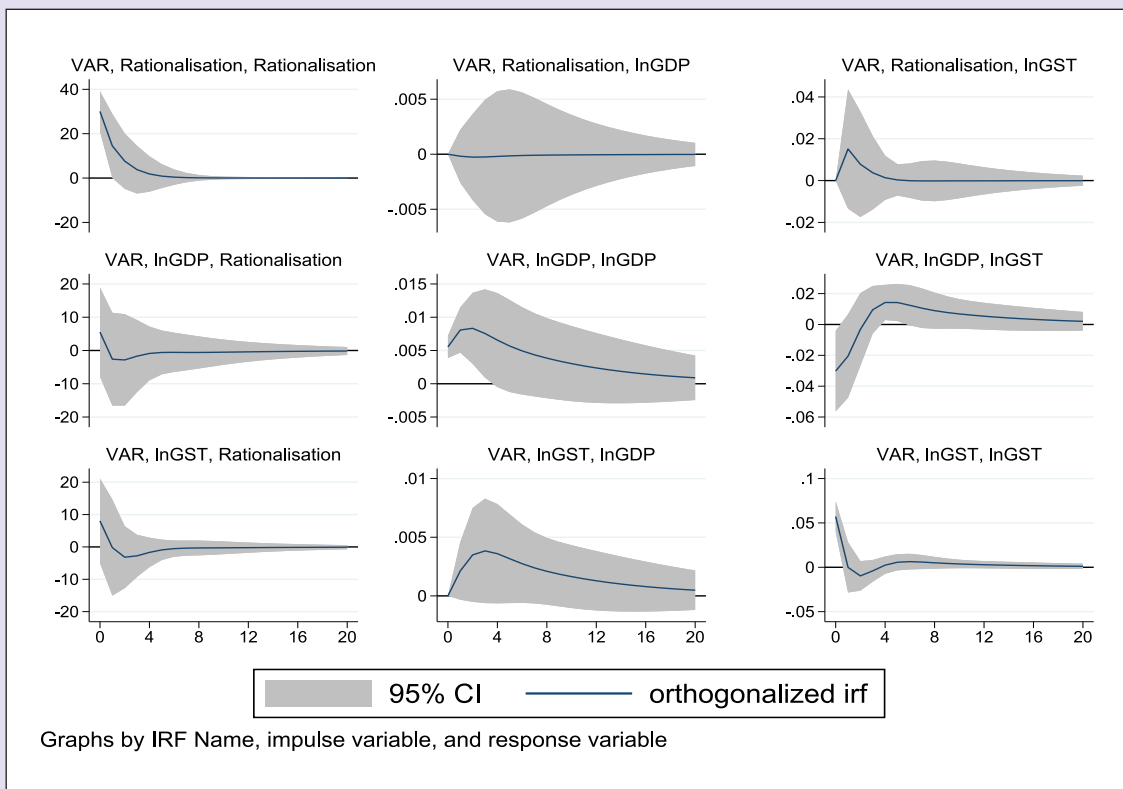 VAR, Rationalisation, Rationalisation
VAR, Rationalisation, lnGDP
VAR, Rationalisation, lnGST
40
20
0
-20
.005
0
-.005
.04
.02
0
-.02
VAR, lnGDP, Rationalisation
VAR, lnGDP, lnGDP
VAR, lnGDP, lnGST
20
10
0
-10
-20
.015
.01
.005
0
-.005
.02
0
-.02
-.04
-.06
VAR, lnGST, Rationalisation
VAR, lnGST, lnGDP
VAR, lnGST, lnGST
20
10
0
-10
-20
.01
.005
0
.1
.05
0
-.05
0 4 8 12 16 20
0 4 8 12 16 20
0 4 8 12 16 20
95% CI orthogonalized irf
Graphs by IRF Name, impulse variable, and response variable